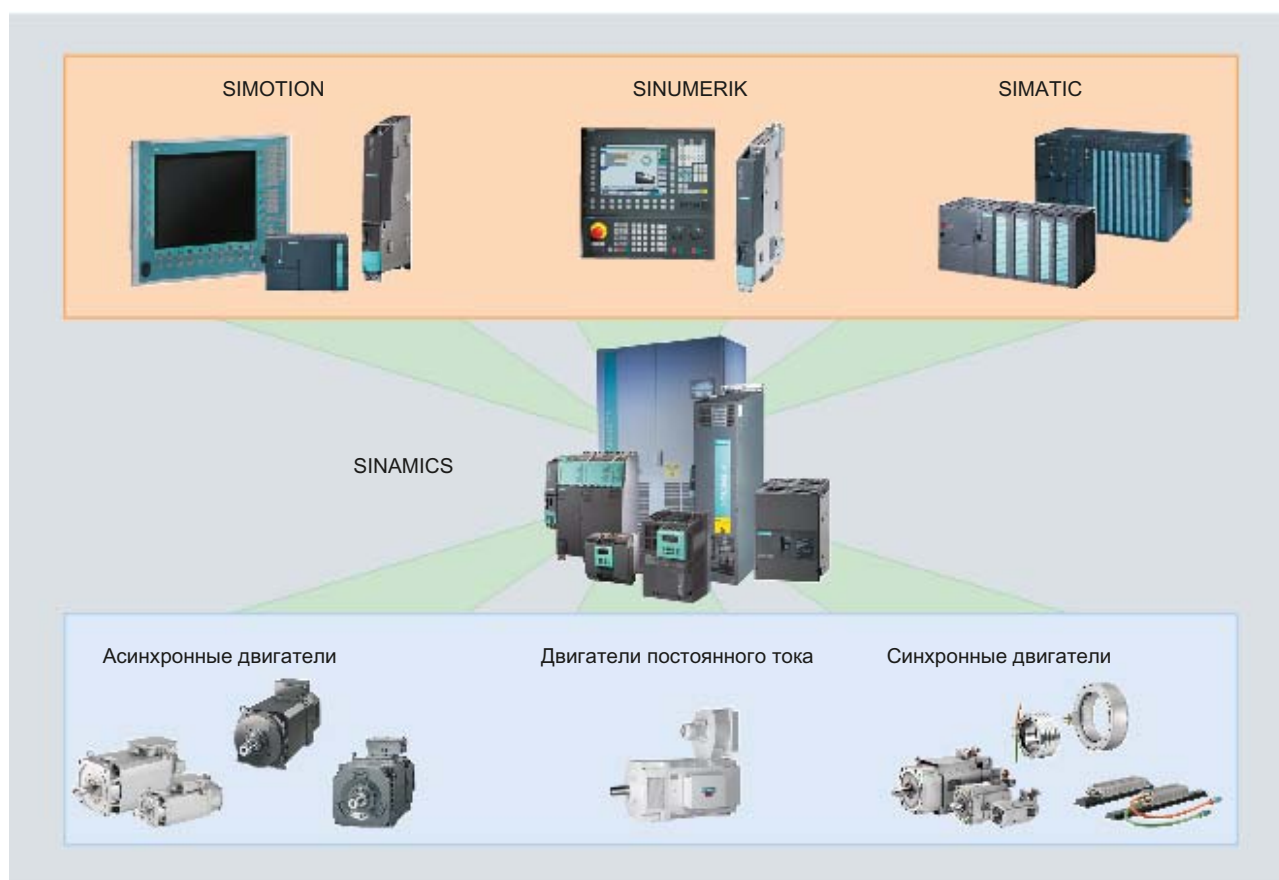 SIMOTION
SINUMERIK
SIMATIC
SINAMICS
Асинхронные двигатели
Двигатели постоянного тока
Синхронные двигатели